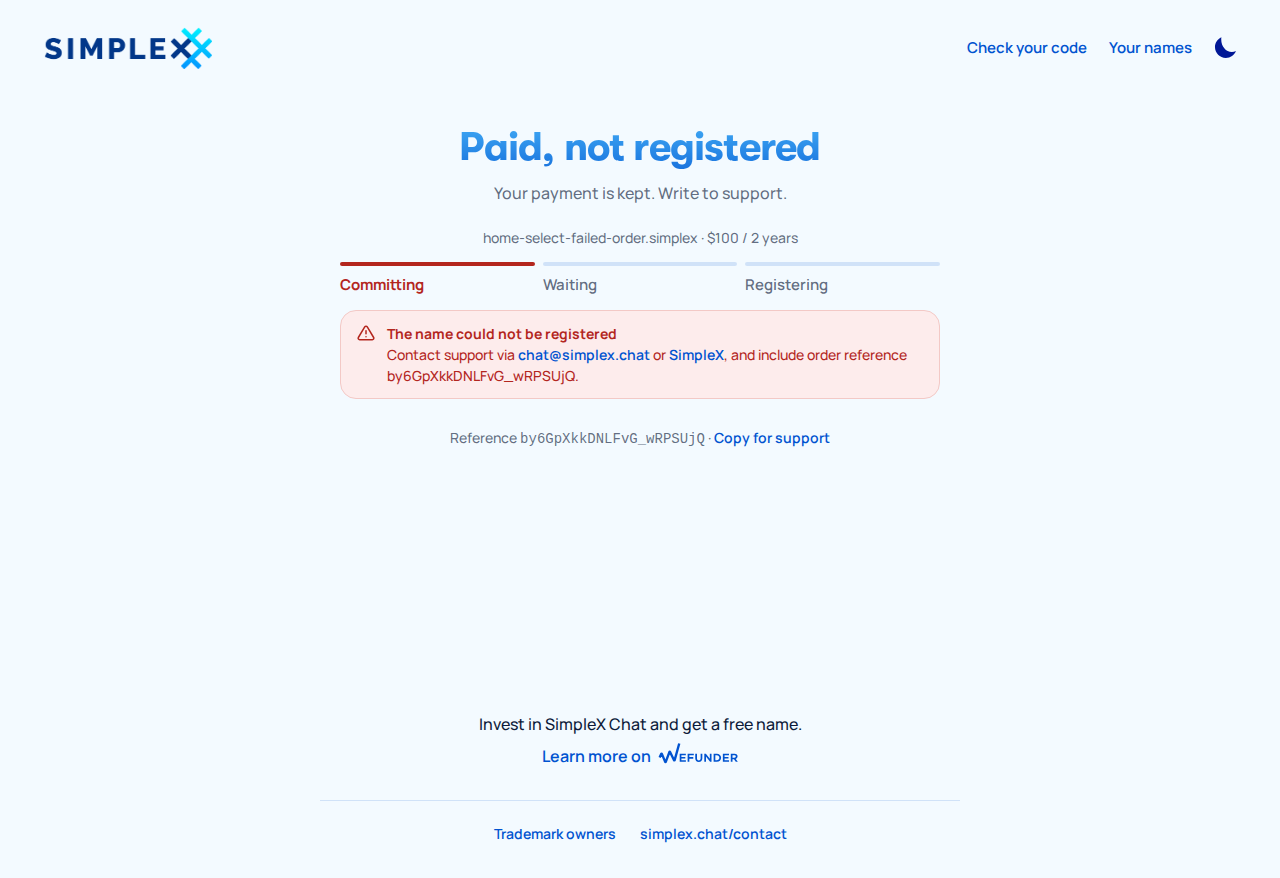 SIMPLEX
Check your code
Your names
Paid, not registered
Your payment is kept. Write to support.
home-select-failed-order.simplex · $100 / 2 years
Committing
Waiting
Registering
The name could not be registered
Contact support via chat@simplex.chat or SimpleX, and include order reference
by6GpXkkDNLFvG_wRPSUjQ.
Reference by6GpXkkDNLFvG_wRPSUjQ · Copy for support
Invest in SimpleX Chat and get a free name.
Learn more on WEFUNDER
Trademark owners
simplex.chat/contact